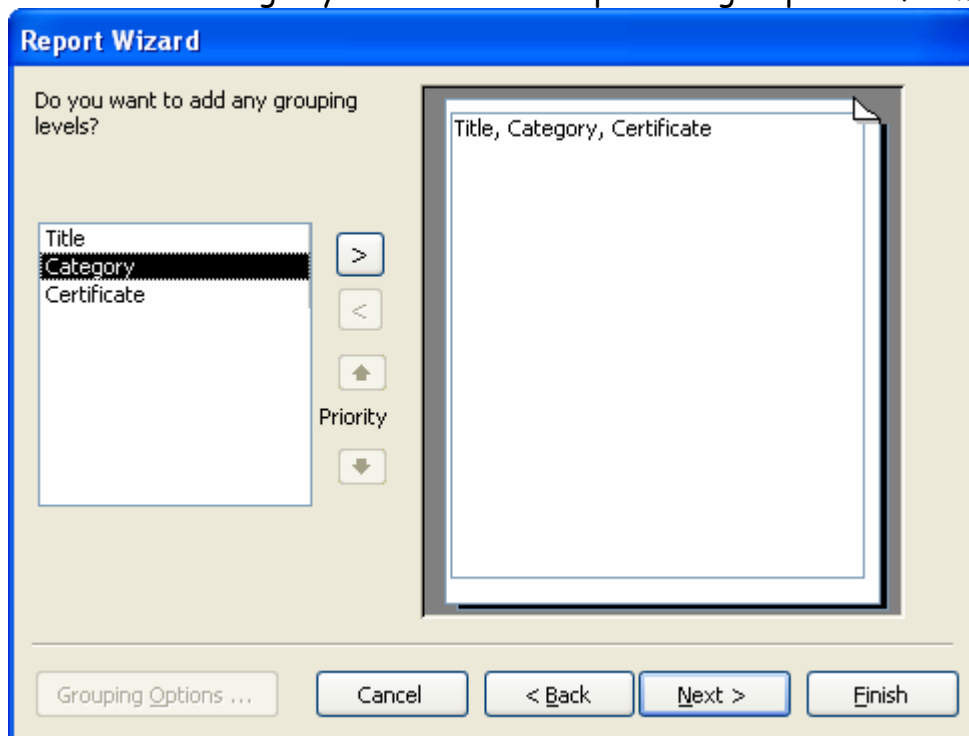 Report Wizard
Do you want to add any grouping
levels?
Title, Category, Certificate
Title
Category
Certificate
>
<
Priority
Grouping Options ...
Cancel
< Back
Next >
Finish